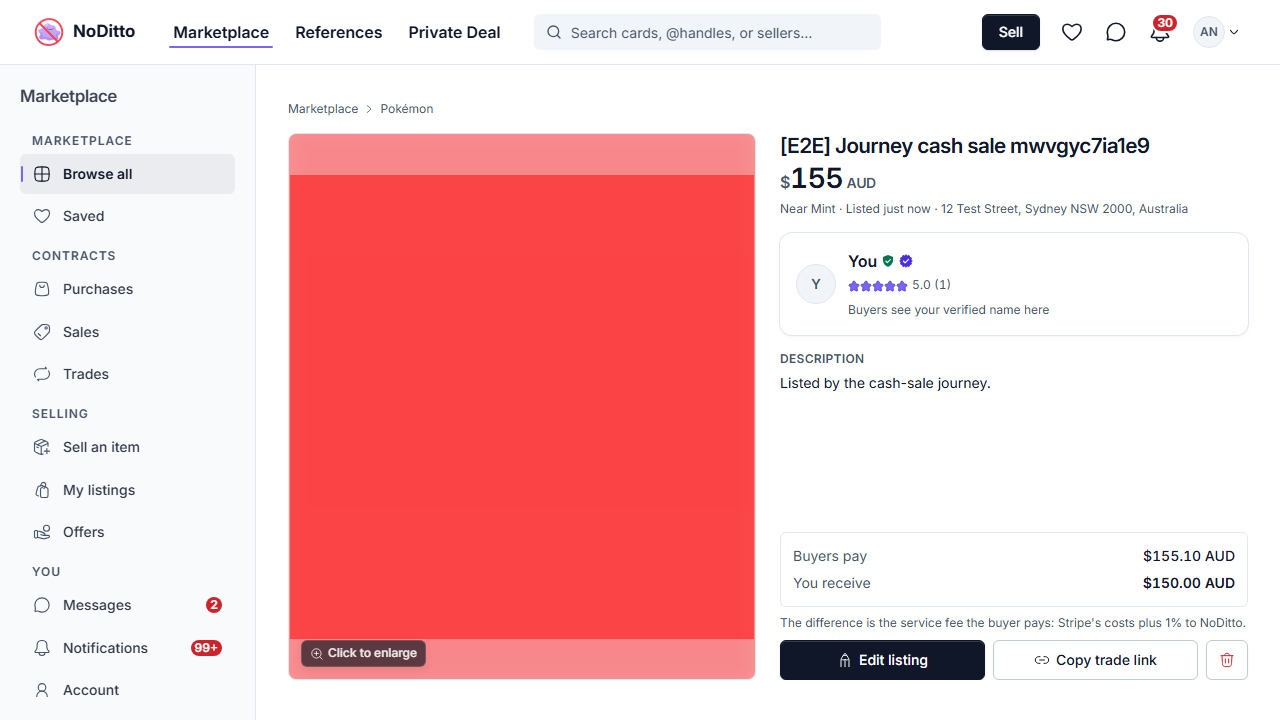 NoDitto
Marketplace
References
Private Deal
Search cards, @handles, or sellers...
Sell
30
AN
Marketplace
MARKETPLACE
Browse all
Saved
CONTRACTS
Purchases
Sales
Trades
SELLING
Sell an item
My listings
Offers
YOU
Messages 2
Notifications 99+
Account
Marketplace > Pokémon
Click to enlarge
[E2E] Journey cash sale mwvgyc7ia1e9
$155 AUD
Near Mint · Listed just now · 12 Test Street, Sydney NSW 2000, Australia
Y
You
5.0 (1)
Buyers see your verified name here
DESCRIPTION
Listed by the cash-sale journey.
Buyers pay $155.10 AUD
You receive $150.00 AUD
The difference is the service fee the buyer pays: Stripe's costs plus 1% to NoDitto.
Edit listing
Copy trade link